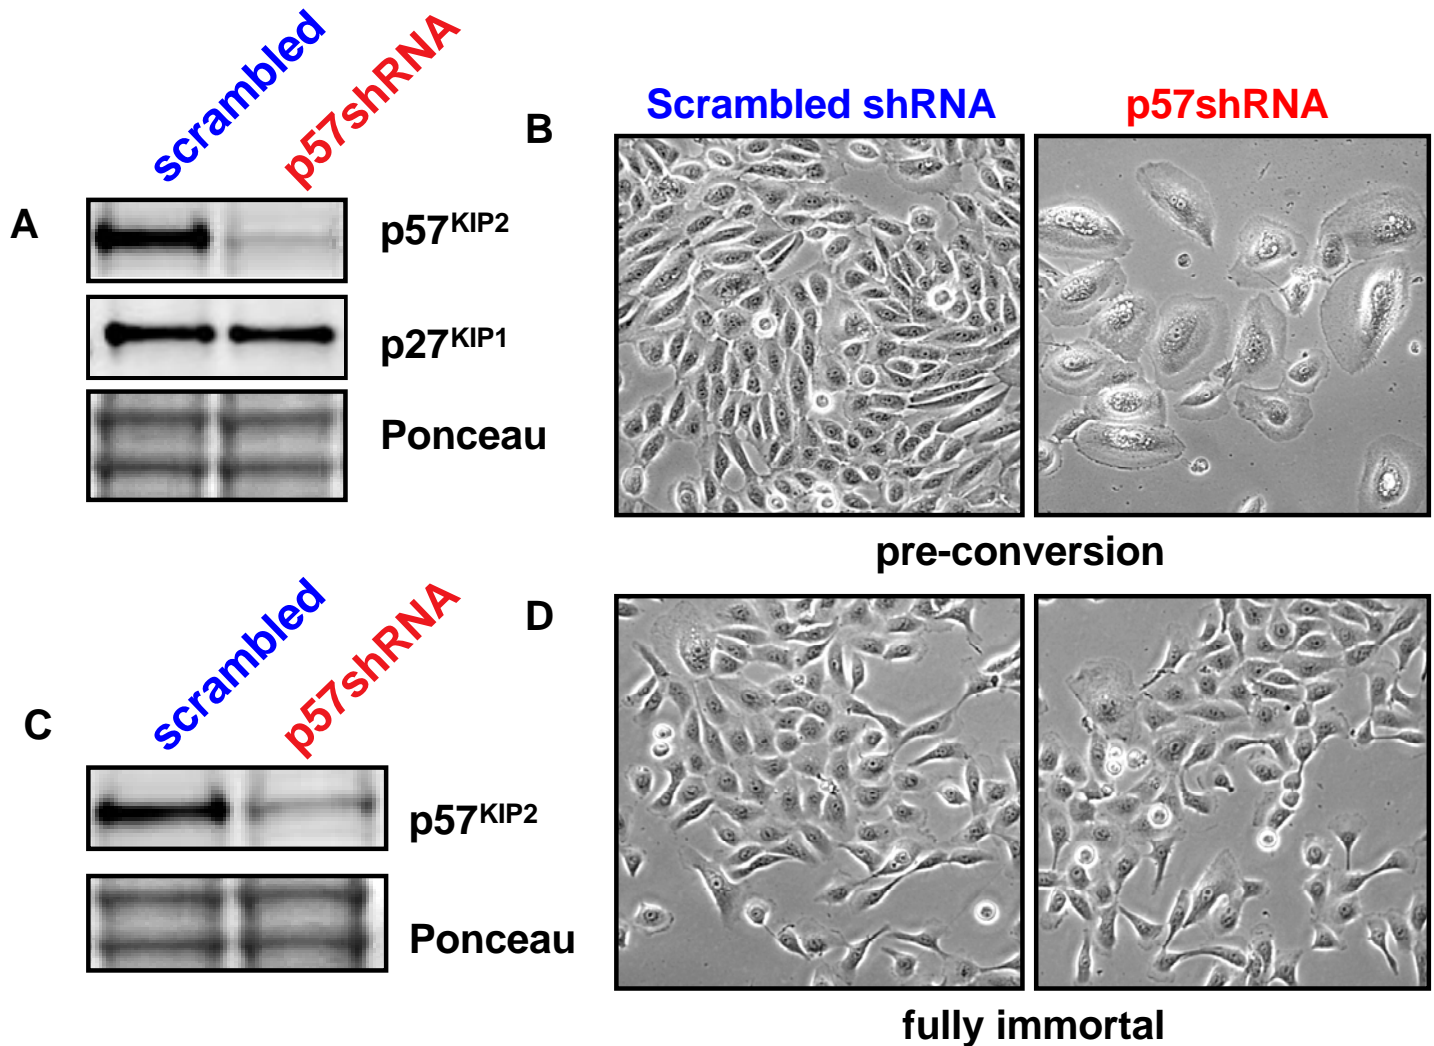 A
scrambled
p57shRNA
p57KIP2
p27KIP1
Ponceau
B
Scrambled shRNA
p57shRNA
pre-conversion
C
scrambled
p57shRNA
p57KIP2
Ponceau
D
fully immortal